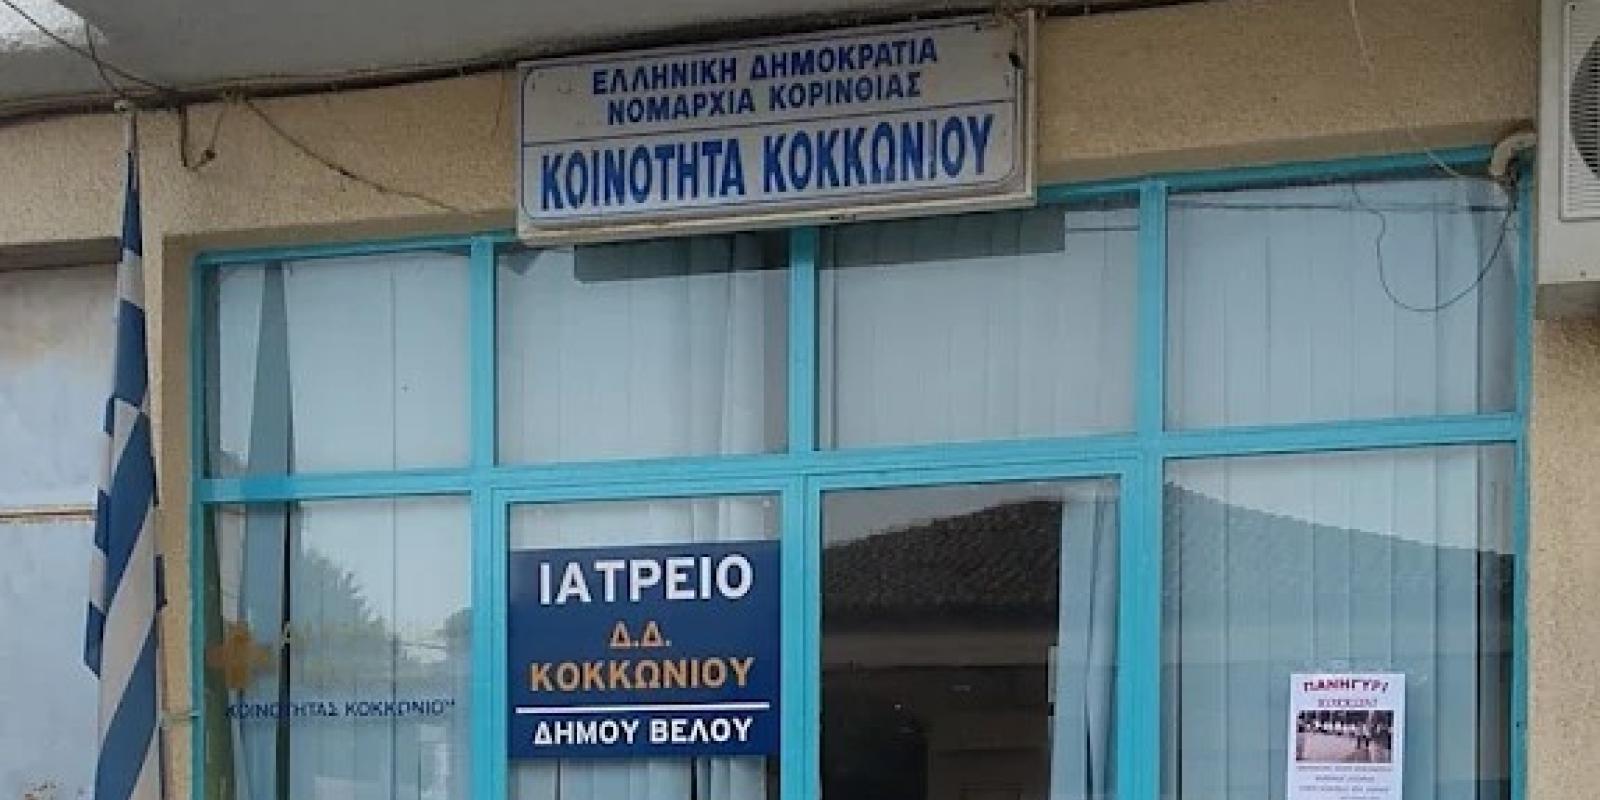 ΕΛΛΗΝΙΚΗ ΔΗΜΟΚΡΑΤΙΑ
ΝΟΜΑΡΧΙΑ ΚΟΡΙΝΘΙΑΣ
ΚΟΙΝΟΤΗΤΑ ΚΟΚΚΩΝΙΟΥ
ΙΑΤΡΕΙΟ
Δ.Δ.
ΚΟΚΚΩΝΙΟΥ
ΔΗΜΟΥ ΒΕΛΟΥ
ΚΟΙΝΟΤΗΤΑΣ ΚΟΚΚΩΝΙΟΥ
ΠΑΝΗΓΥΡΙ